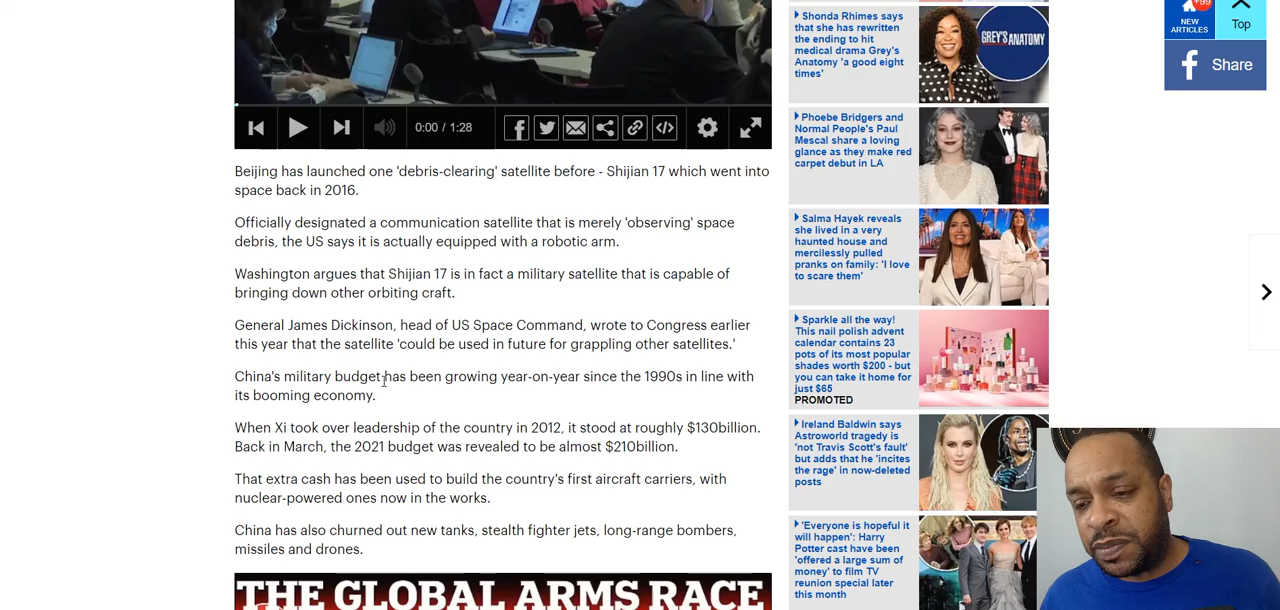 0:00 / 1:28
Beijing has launched one 'debris-clearing' satellite before - Shijian 17 which went into
space back in 2016.
Officially designated a communication satellite that is merely 'observing' space
debris, the US says it is actually equipped with a robotic arm.
Washington argues that Shijian 17 is in fact a military satellite that is capable of
bringing down other orbiting craft.
General James Dickinson, head of US Space Command, wrote to Congress earlier
this year that the satellite 'could be used in future for grappling other satellites.'
China's military budget has been growing year-on-year since the 1990s in line with
its booming economy.
When Xi took over leadership of the country in 2012, it stood at roughly $130billion.
Back in March, the 2021 budget was revealed to be almost $210billion.
That extra cash has been used to build the country's first aircraft carriers, with
nuclear-powered ones now in the works.
China has also churned out new tanks, stealth fighter jets, long-range bombers,
missiles and drones.
THE GLOBAL ARMS RACE
Shonda Rhimes says
that she has rewritten
the ending to hit
medical drama Grey's
Anatomy 'a good eight
times'
GREY'S ANATOMY
Phoebe Bridgers and
Normal People's Paul
Mescal share a loving
glance as they make red
carpet debut in LA
Salma Hayek reveals
she lived in a very
haunted house and
mercilessly pulled
pranks on family: 'I love
to scare them'
Sparkle all the way!
This nail polish advent
calendar contains 23
pots of its most popular
shades worth $200 - but
you can take it home for
just $65
PROMOTED
Ireland Baldwin says
Astroworld tragedy is
'not Travis Scott's fault'
but adds that he 'incites
the rage' in now-deleted
posts
'Everyone is hopeful it
will happen': Harry
Potter cast have been
'offered a large sum of
money' to film TV
reunion special later
this month
+99
NEW
ARTICLES
Top
Share